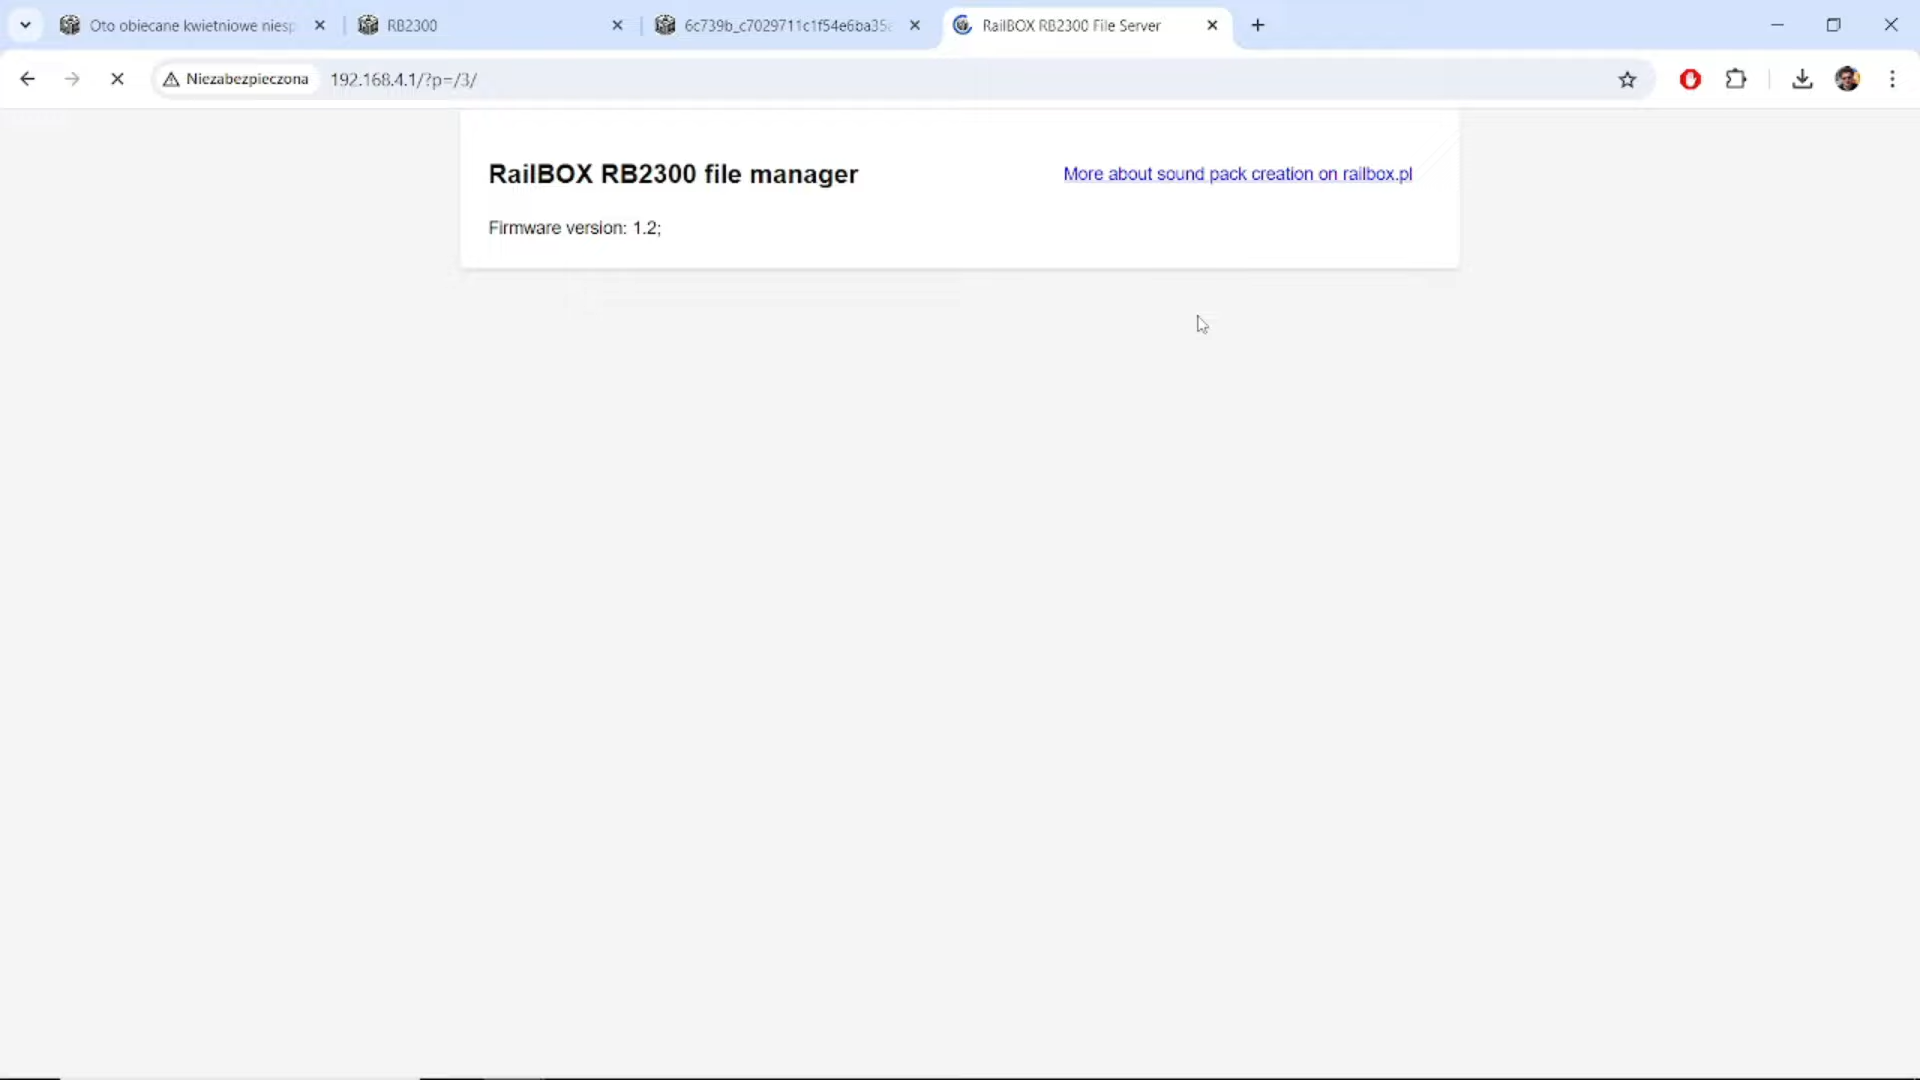 Oto obiecane kwietniowe niesp
RB2300
6c739b_c7029711c1f54e6ba35a
RailBOX RB2300 File Server
Niezabezpieczona
192.168.4.1/?p=/3/
RailBOX RB2300 file manager
More about sound pack creation on railbox.pl
Firmware version: 1.2;